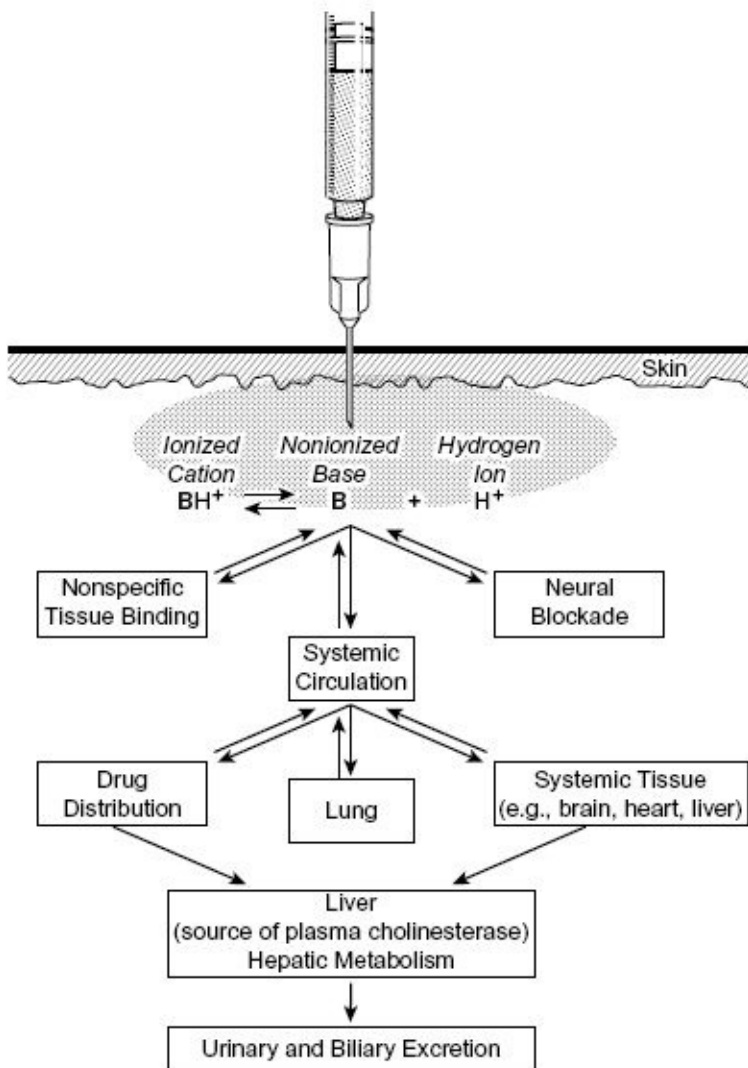 Skin
Ionized Nonionized Hydrogen
Cation Base Ion
BH⁺ B + H⁺
Nonspecific
Tissue Binding
Neural
Blockade
Systemic
Circulation
Drug
Distribution
Lung
Systemic Tissue
(e.g., brain, heart, liver)
Liver
(source of plasma cholinesterase)
Hepatic Metabolism
Urinary and Biliary Excretion